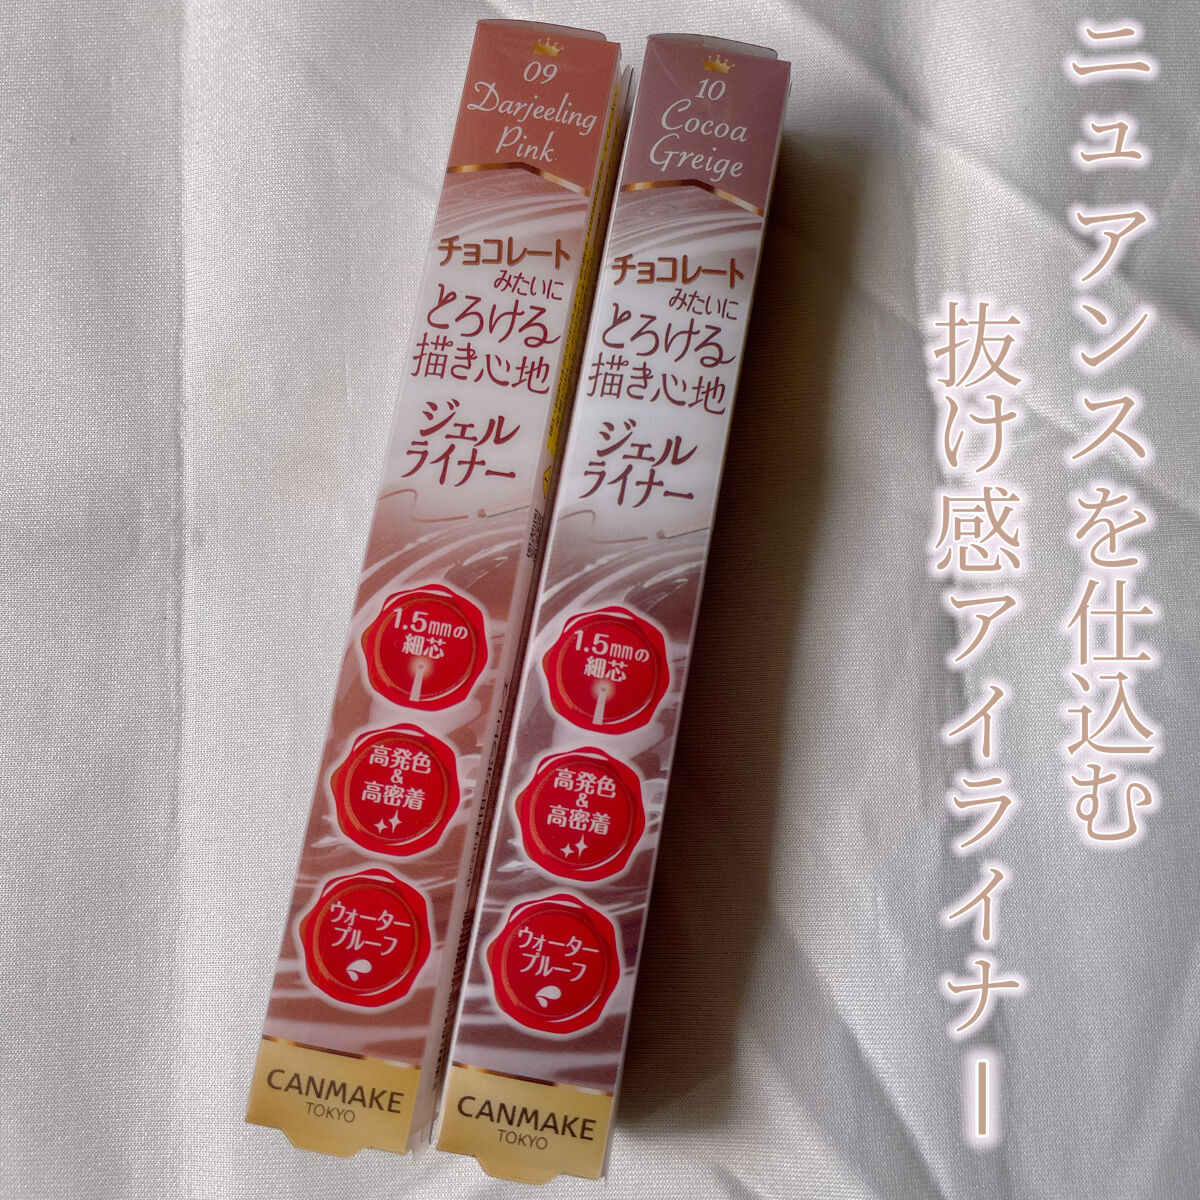 ニュアンスを仕込む
抜け感アイライナー
09
Darjeeling
Pink
チョコレート
みたいに
とろける
描き心地
ジェル
ライナー
1.5mmの
細芯
高発色
&
高密着
ウォーター
プルーフ
CANMAKE
TOKYO
10
Cocoa
Greige
チョコレート
みたいに
とろける
描き心地
ジェル
ライナー
1.5mmの
細芯
高発色
&
高密着
ウォーター
プルーフ
CANMAKE
TOKYO